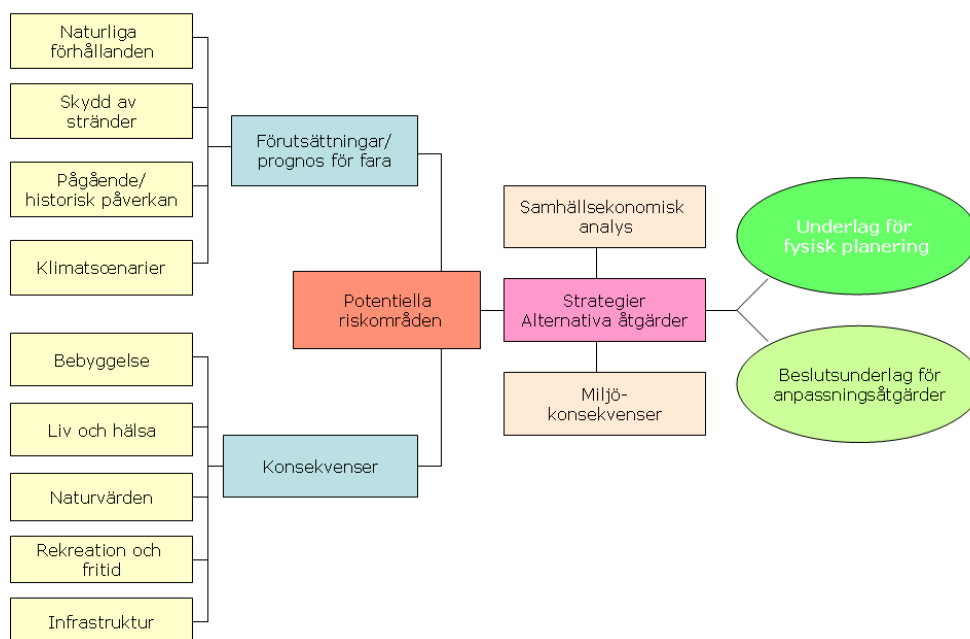 Naturliga
förhållanden
Skydd av
stränder
Pågående/
historisk påverkan
Klimatscenarier
Förutsättningar/
prognos för fara
Bebyggelse
Liv och hälsa
Naturvärden
Rekreation och
fritid
Infrastruktur
Konsekvenser
Potentiella
riskområden
Samhällsekonomisk
analys
Strategier
Alternativa åtgärder
Miljö-
konsekvenser
Underlag för
fysisk planering
Beslutsunderlag för
anpassningsåtgärder